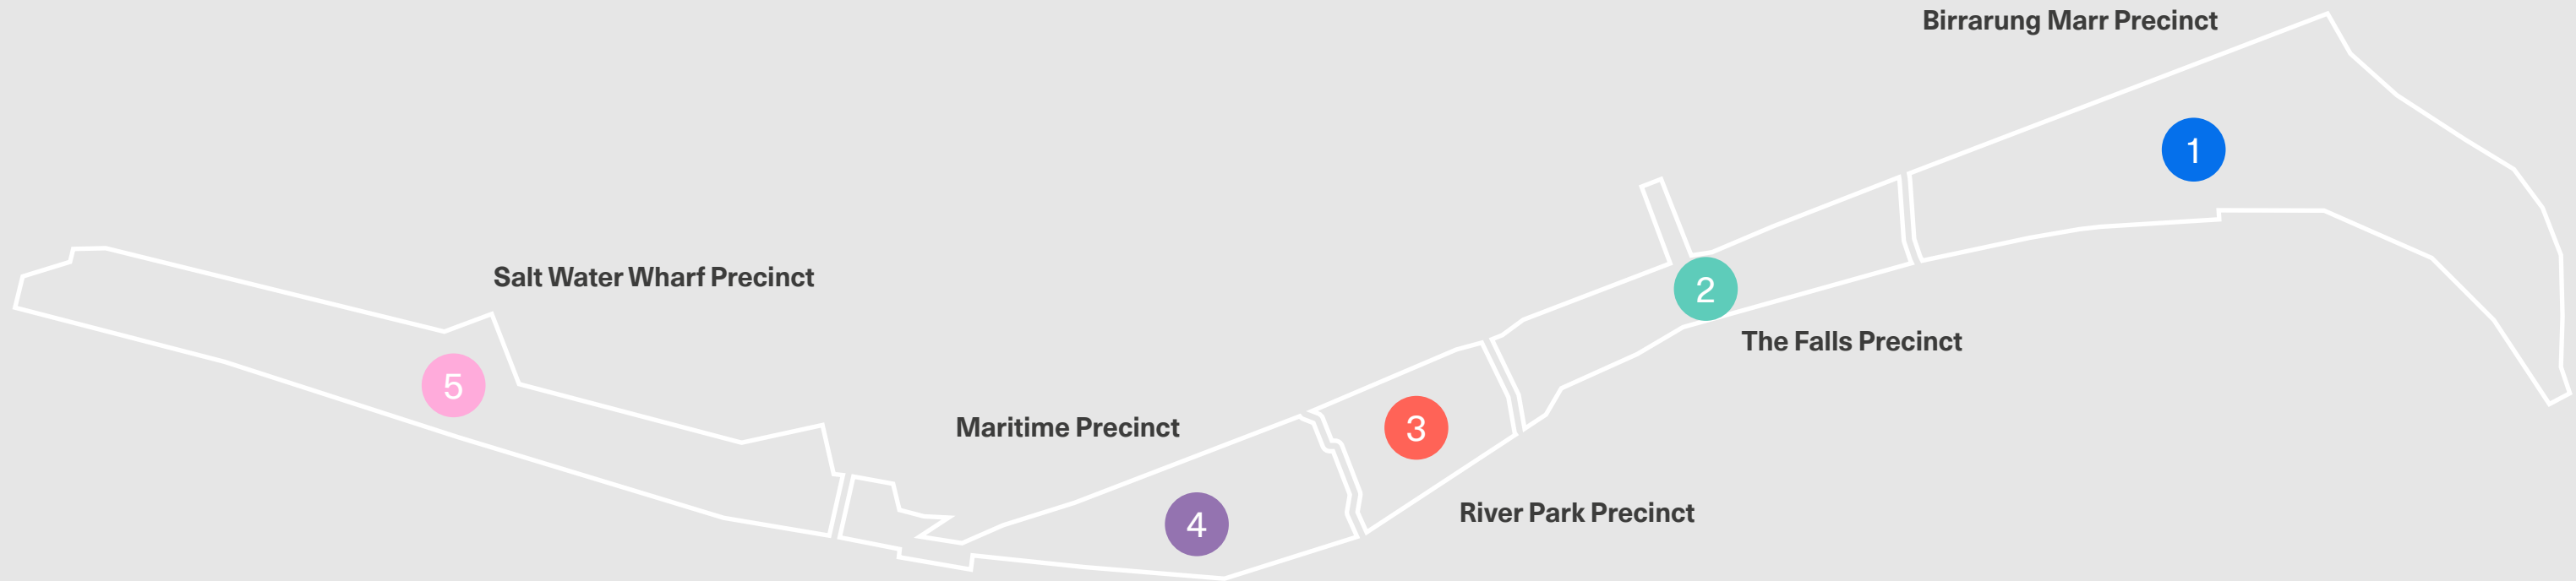 Birrarung Marr Precinct
1
2
Salt Water Wharf Precinct
The Falls Precinct
5
Maritime Precinct
3
River Park Precinct
4